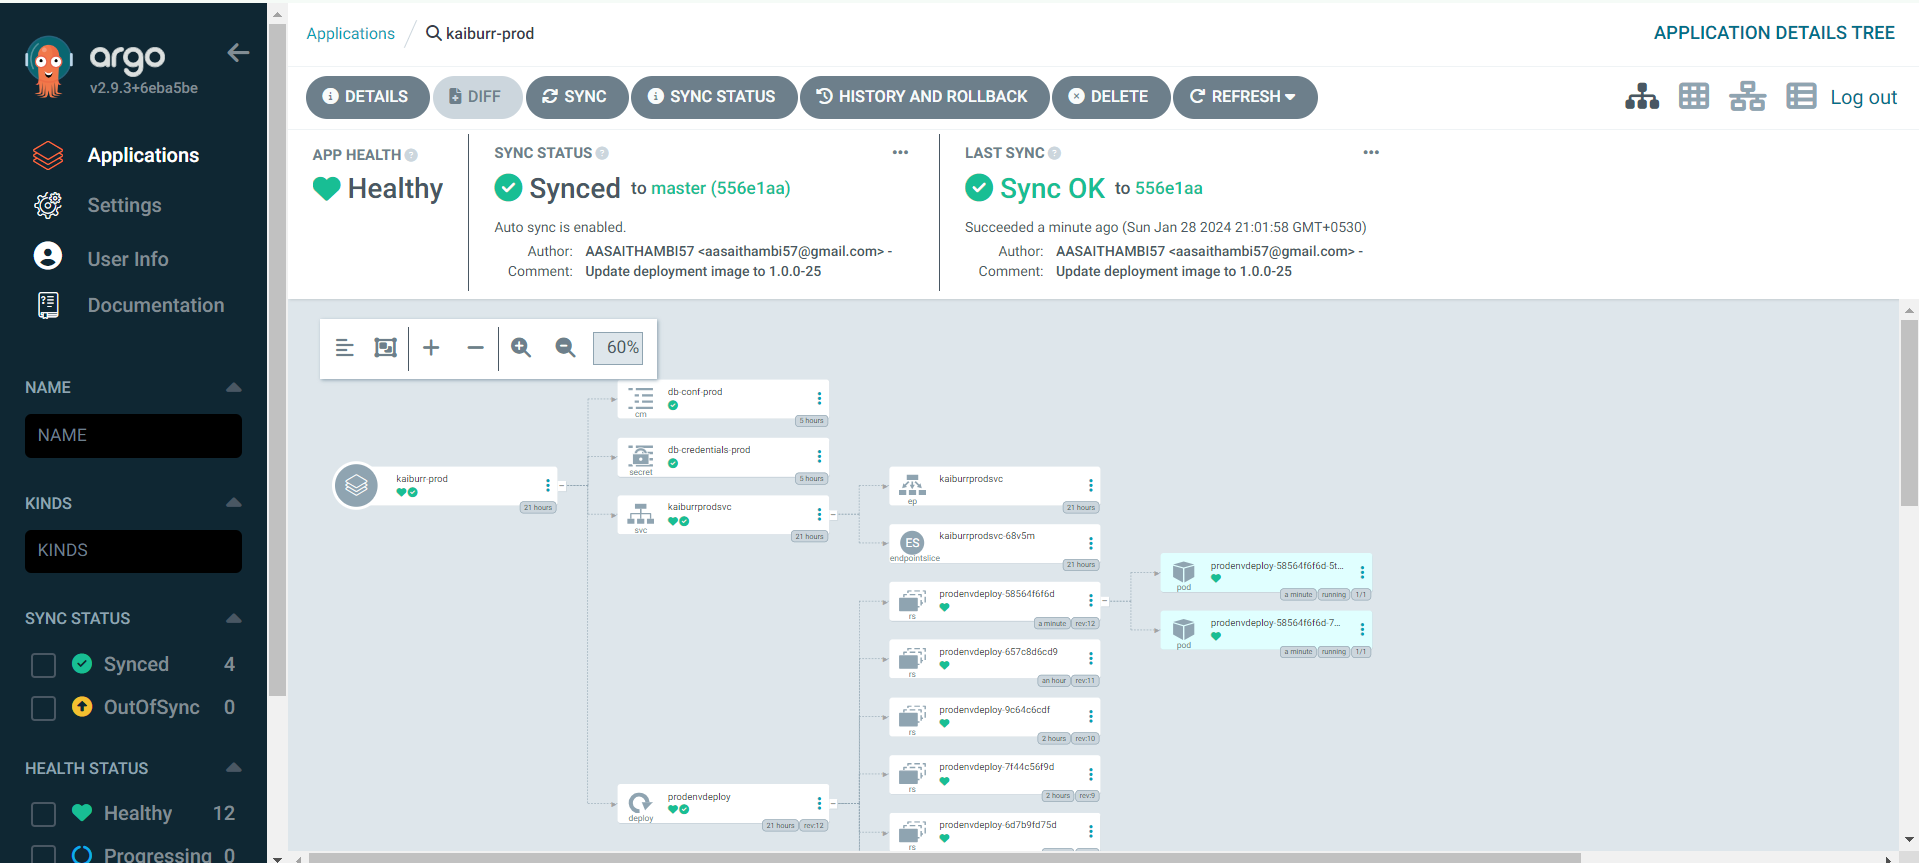 argo
v2.9.3+6eba5be
Applications
Settings
User Info
Documentation
NAME
NAME
KINDS
KINDS
SYNC STATUS
Synced 4
OutOfSync 0
HEALTH STATUS
Healthy 12
Progressing 0
Applications / kaiburr-prod
APPLICATION DETAILS TREE
DETAILS DIFF SYNC SYNC STATUS HISTORY AND ROLLBACK DELETE REFRESH
Log out
APP HEALTH
Healthy
SYNC STATUS
Synced to master (556e1aa)
Auto sync is enabled.
Author: AASAITHAMBI57 <aasaithambi57@gmail.com> -
Comment: Update deployment image to 1.0.0-25
LAST SYNC
Sync OK to 556e1aa
Succeeded a minute ago (Sun Jan 28 2024 21:01:58 GMT+0530)
Author: AASAITHAMBI57 <aasaithambi57@gmail.com> -
Comment: Update deployment image to 1.0.0-25
60%
kaiburr-prod
21 hours
db-conf-prod
cm
5 hours
db-credentials-prod
secret
5 hours
kaiburrprodsvc
svc
21 hours
prodenvdeploy
deploy
21 hours rev:12
kaiburrprodsvc
ep
21 hours
ES
kaiburrprodsvc-68v5m
endpointslice
21 hours
prodenvdeploy-58564f6f6d
rs
a minute rev:12
prodenvdeploy-657c8d6cd9
rs
an hour rev:11
prodenvdeploy-9c64c6cdf
rs
2 hours rev:10
prodenvdeploy-7f44c56f9d
rs
2 hours rev:9
prodenvdeploy-6d7b9fd75d
rs
prodenvdeploy-58564f6f6d-5t...
pod
a minute running 1/1
prodenvdeploy-58564f6f6d-7...
pod
a minute running 1/1